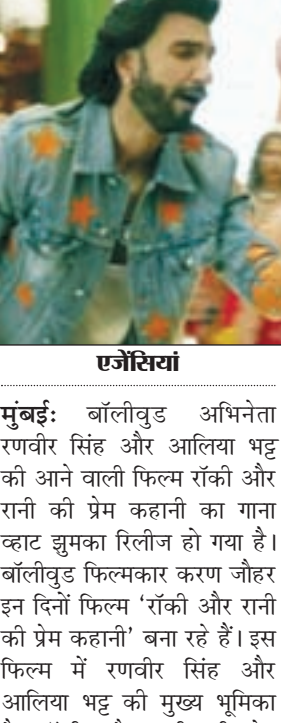 एजेंसियां
मुंबईः बॉलीवुड अभिनेता
रणवीर सिंह और आलिया भट्ट
की आने वाली फिल्म रॉकी और
रानी की प्रेम कहानी का गाना
व्हाट झुमका रिलीज हो गया है।
बॉलीवुड फिल्मकार करण जौहर
इन दिनों फिल्म ‘रॉकी और रानी
की प्रेम कहानी’ बना रहे हैं। इस
फिल्म में रणवीर सिंह और
आलिया भट्ट की मुख्य भूमिका